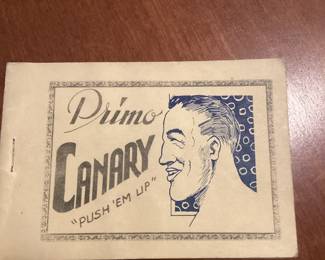 Primo
CANARY
"PUSH 'EM UP"